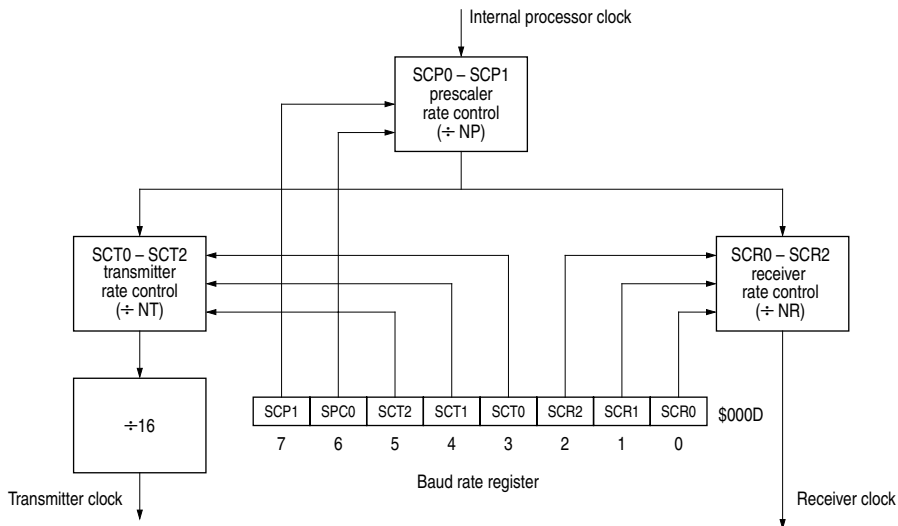 Internal processor clock
SCP0 – SCP1
prescaler
rate control
(÷ NP)
SCT0 – SCT2
transmitter
rate control
(÷ NT)
SCR0 – SCR2
receiver
rate control
(÷ NR)
÷16
SCP1 SPC0 SCT2 SCT1 SCT0 SCR2 SCR1 SCR0 $000D
7 6 5 4 3 2 1 0
Baud rate register
Transmitter clock
Receiver clock